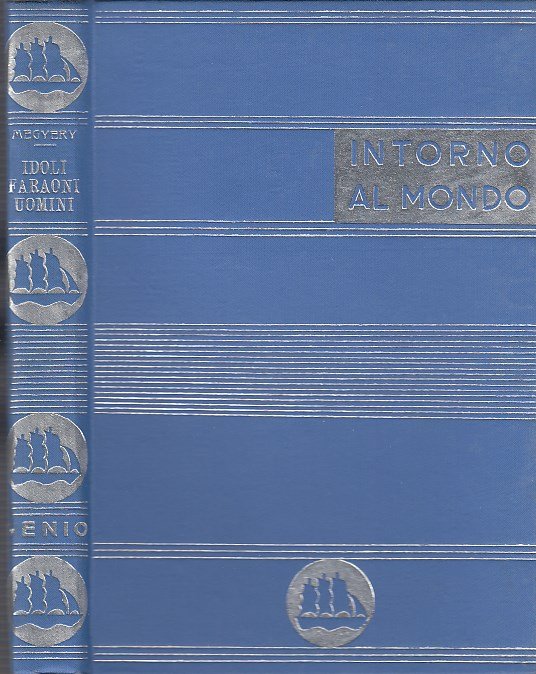 MEGYERY
IDOLI
FARAONI
UOMINI
ENIO
INTORNO
AL MONDO